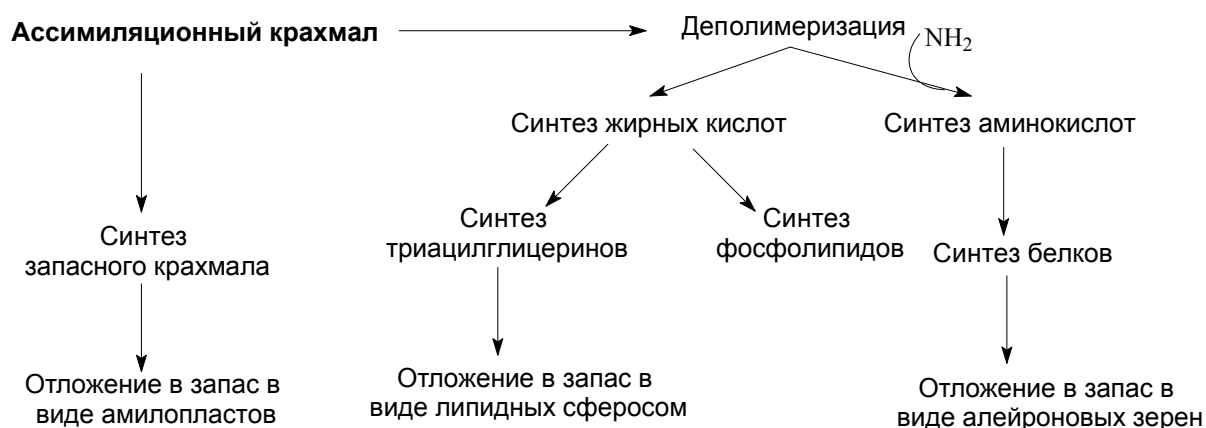 Ассимиляционный крахмал
Деполимеризация
NH2
Синтез жирных кислот
Синтез аминокислот
Синтез
запасного крахмала
Синтез
триацилглицеринов
Синтез
фосфолипидов
Синтез белков
Отложение в запас в
виде амилопластов
Отложение в запас в
виде липидных сферосом
Отложение в запас в
виде алейроновых зерен